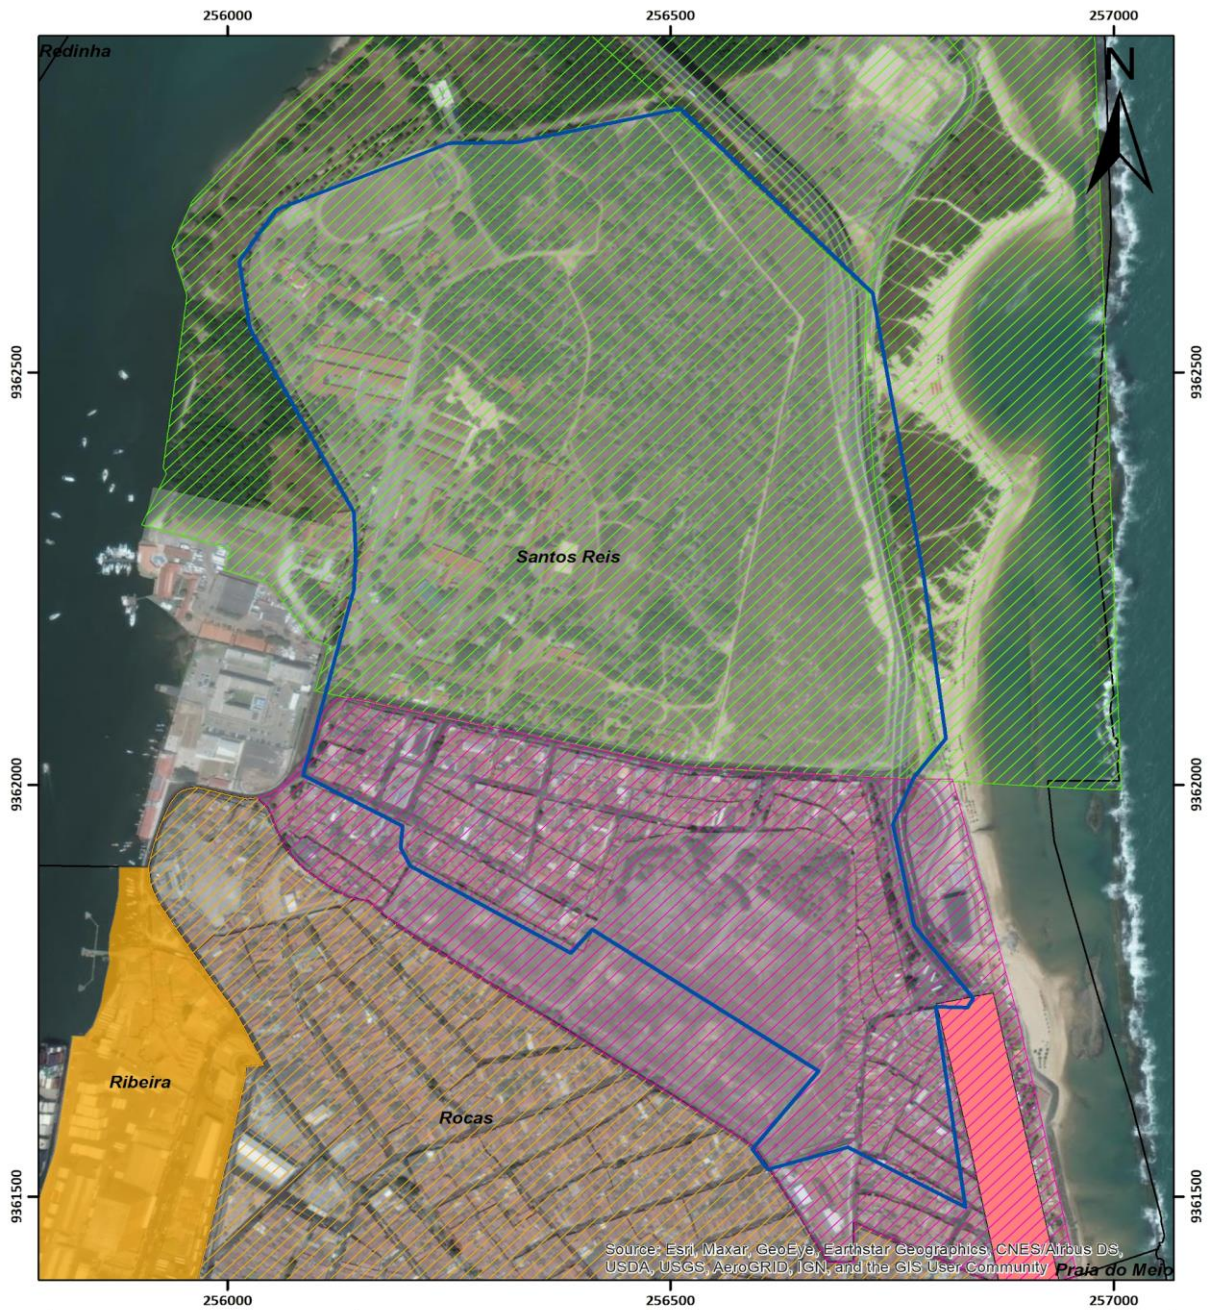 256000
256500
257000
Redinha
N
9362500
9362500
Santos Reis
9362000
9362000
Ribeira
Rocas
9361500
9361500
Source: Esri, Maxar, GeoEye, Earthstar Geographics, CNES/Airbus DS,
USDA, USGS, AeroGRID, IGN, and the GIS User Community
Praia do Meio
256000
256500
257000